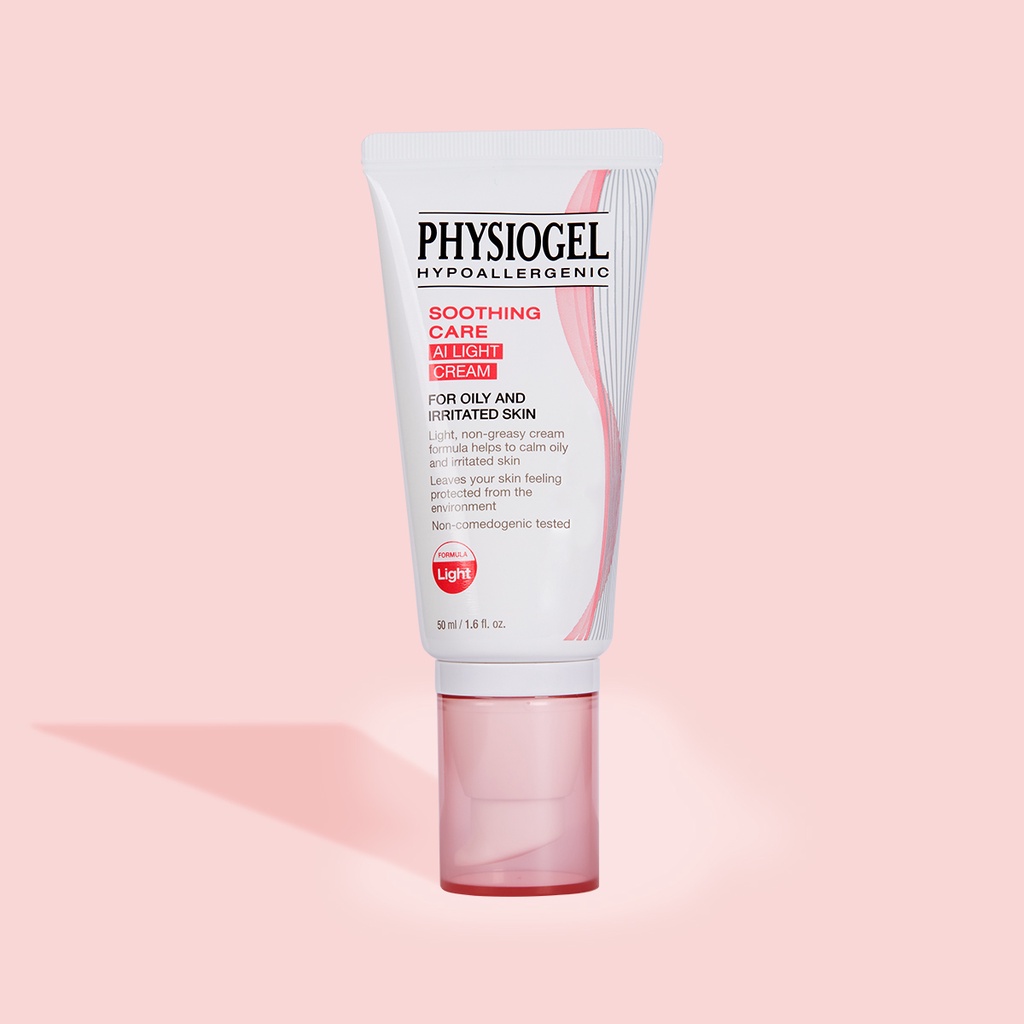 PHYSIOGEL
HYPOALLERGENIC
SOOTHING
CARE
AI LIGHT
CREAM
FOR OILY AND
IRRITATED SKIN
Light, non-greasy cream
formula helps to calm oily
and irritated skin
Leaves your skin feeling
protected from the
environment
Non-comedogenic tested
FORMULA
Light
50 ml / 1.6 fl. oz.